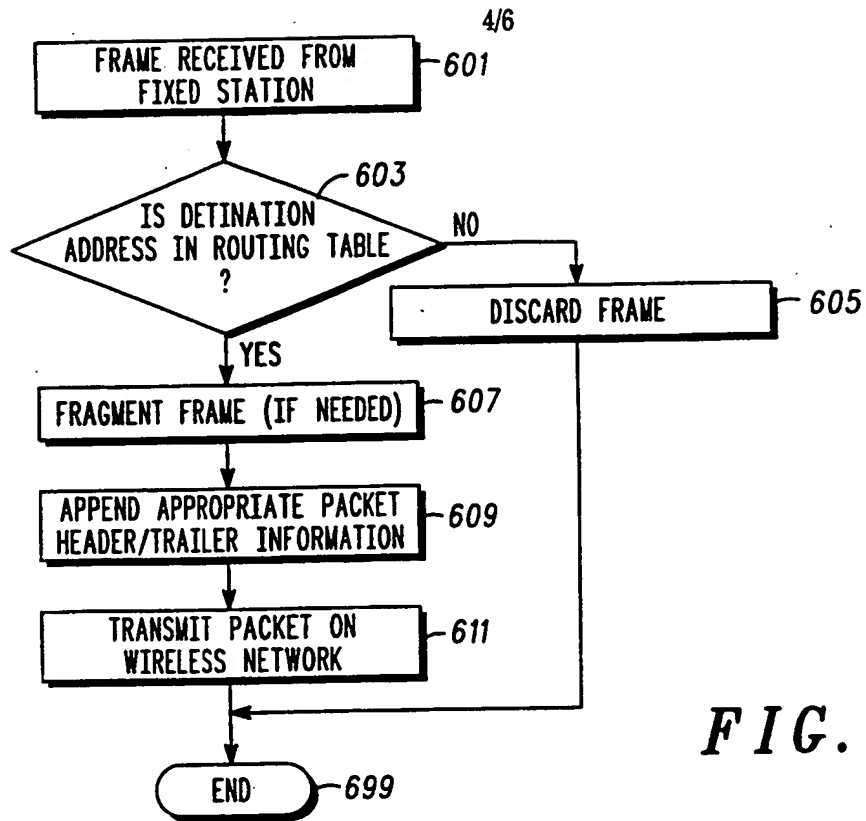 4/6
FRAME RECEIVED FROM
FIXED STATION
601
603
IS DETINATION
ADDRESS IN ROUTING TABLE
?
NO
YES
DISCARD FRAME
605
FRAGMENT FRAME (IF NEEDED)
607
APPEND APPROPRIATE PACKET
HEADER/TRAILER INFORMATION
609
TRANSMIT PACKET ON
WIRELESS NETWORK
611
END
699
FIG.